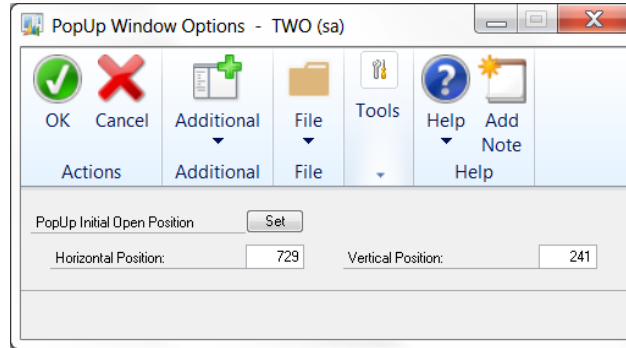 PopUp Window Options - TWO (sa)
OK Cancel Additional File Tools Help Add Note
Actions Additional File Help
PopUp Initial Open Position Set
Horizontal Position: 729 Vertical Position: 241